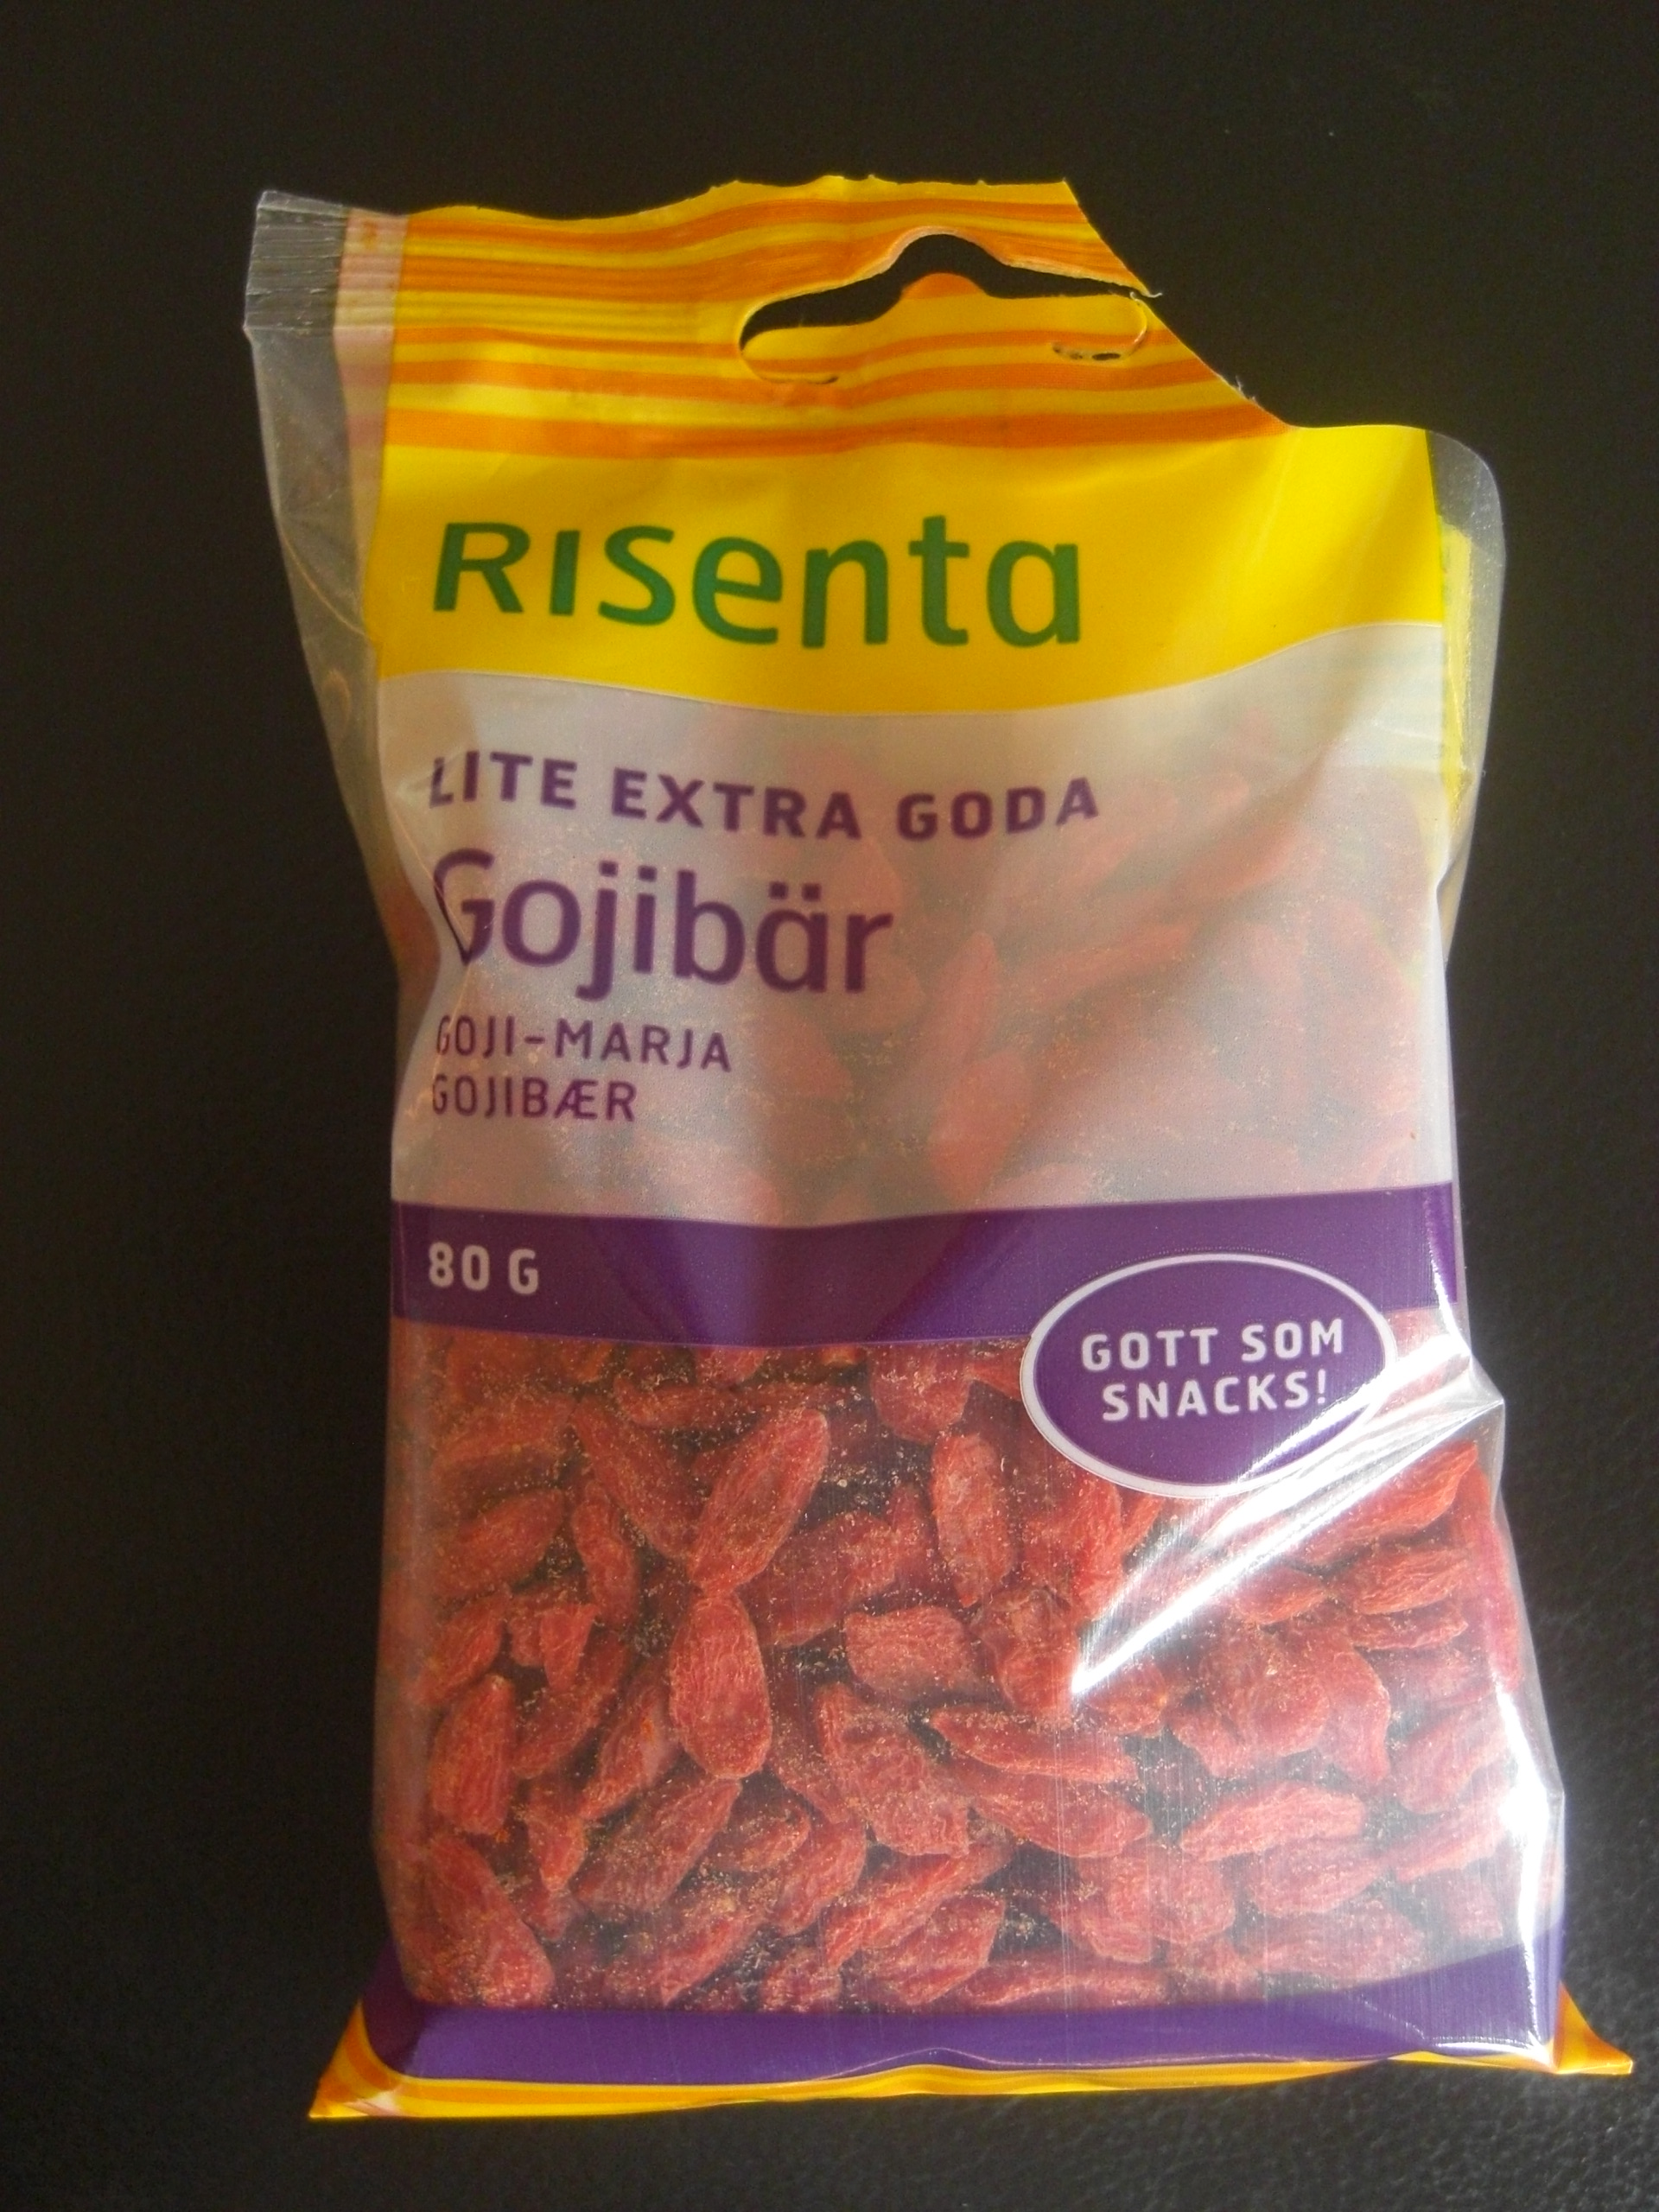 Risenta
LITE EXTRA GODA
Gojibär
GOJI-MARJA
GOJIBÆR
80 G
GOTT SOM
SNACKS!